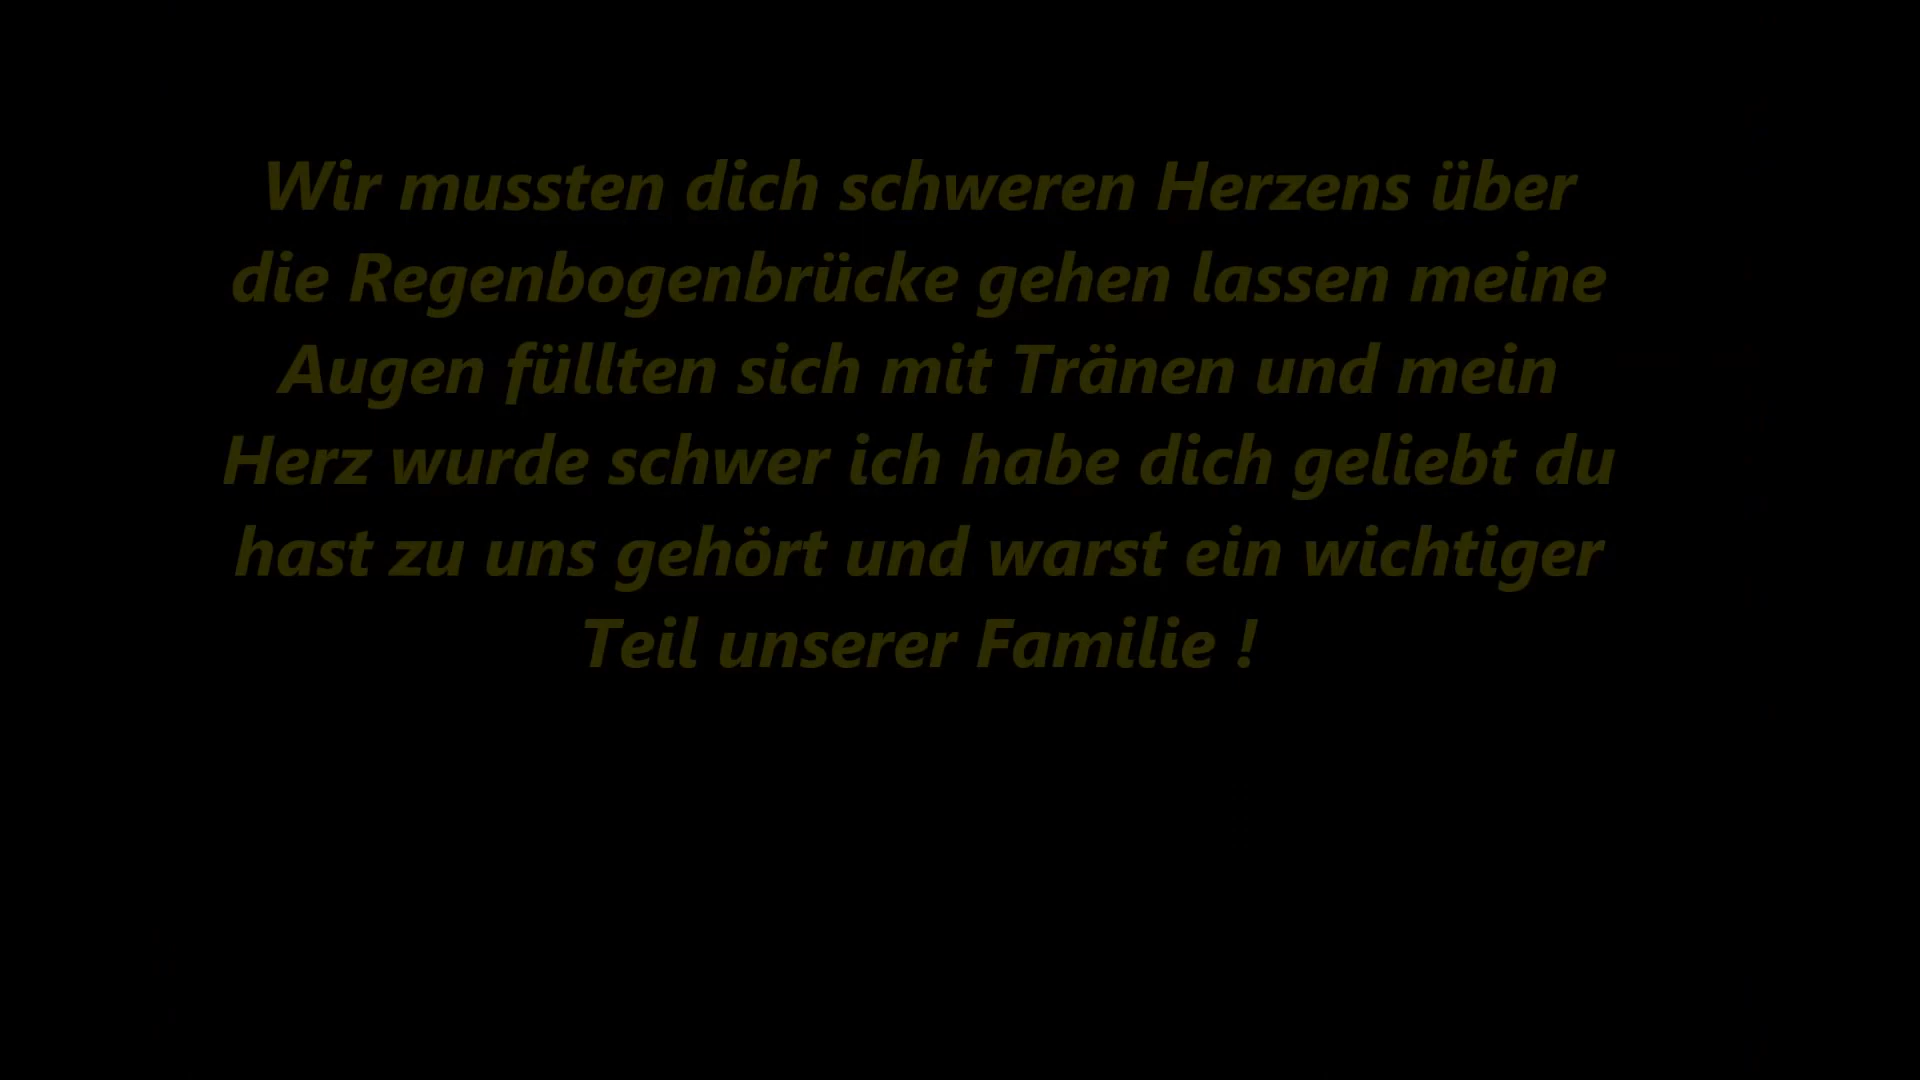 Wir mussten dich schweren Herzens über
die Regenbogenbrücke gehen lassen meine
Augen füllten sich mit Tränen und mein
Herz wurde schwer ich habe dich geliebt du
hast zu uns gehört und warst ein wichtiger
Teil unserer Familie !